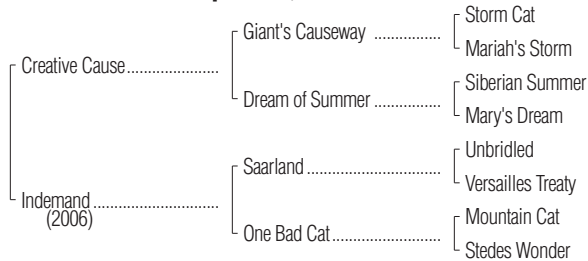 Storm Cat
Giant's Causeway ................
Mariah's Storm
Creative Cause ......................
Siberian Summer
Dream of Summer ................
Mary's Dream
Unbridled
Saarland ................................
Versailles Treaty
Indemand ..............................
(2006)
Mountain Cat
One Bad Cat ..........................
Stedes Wonder